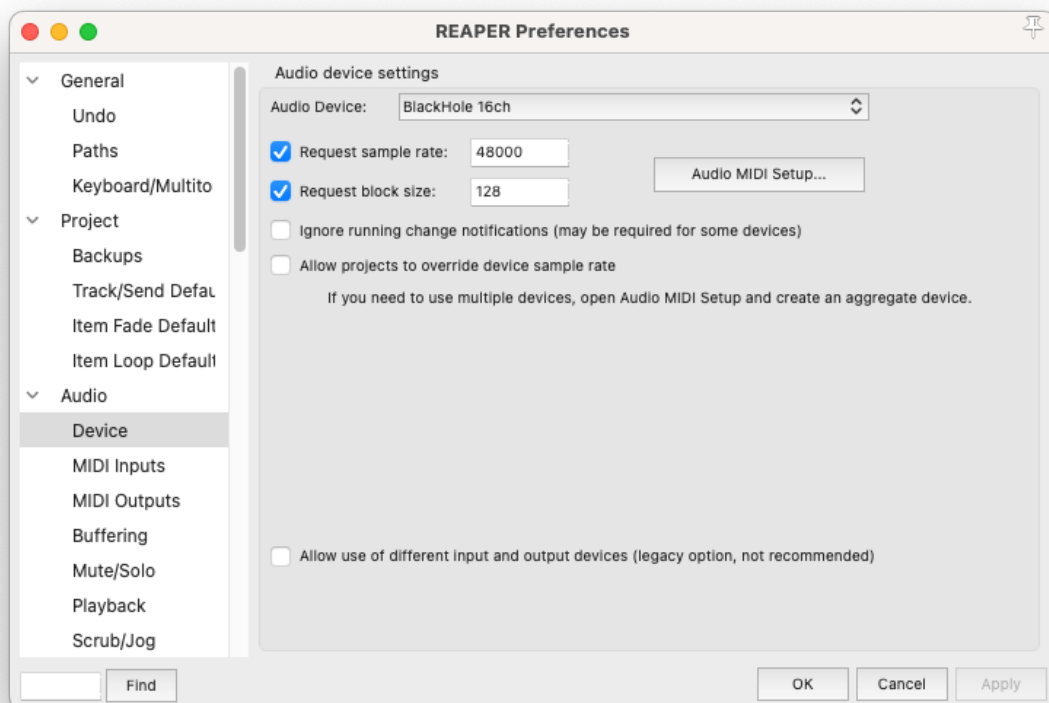 REAPER Preferences
General
Undo
Paths
Keyboard/Multito
Project
Backups
Track/Send Defau
Item Fade Default
Item Loop Default
Audio
Device
MIDI Inputs
MIDI Outputs
Buffering
Mute/Solo
Playback
Scrub/Jog
Find
Audio device settings
Audio Device: BlackHole 16ch
Request sample rate: 48000
Request block size: 128
Audio MIDI Setup...
Ignore running change notifications (may be required for some devices)
Allow projects to override device sample rate
If you need to use multiple devices, open Audio MIDI Setup and create an aggregate device.
Allow use of different input and output devices (legacy option, not recommended)
OK Cancel Apply